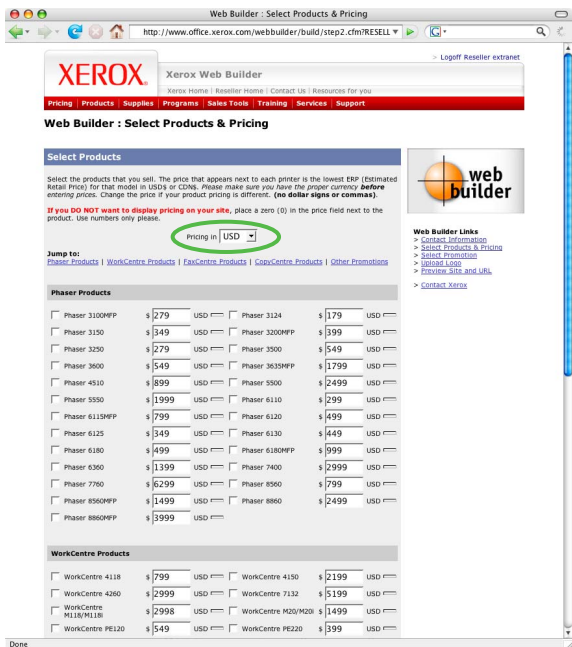 Web Builder : Select Products & Pricing
http://www.office.xerox.com/webbuilder/build/step2.cfm?RESELL
> Logoff Reseller extranet
XEROX.
Xerox Web Builder
Xerox Home | Reseller Home | Contact Us | Resources for you
Pricing | Products | Supplies | Programs | Sales Tools | Training | Services | Support
Web Builder : Select Products & Pricing
Select Products
Select the products that you sell. The price that appears next to each printer is the lowest ERP (Estimated
Retail Price) for that model in USD$ or CDN$. Please make sure you have the proper currency before
entering prices. Change the price if your product pricing is different. (no dollar signs or commas).
If you DO NOT want to display pricing on your site, place a zero (0) in the price field next to the
product. Use numbers only please.
Pricing in USD
Jump to:
Phaser Products | WorkCentre Products | FaxCentre Products | CopyCentre Products | Other Promotions
web
builder
Web Builder Links
> Contact Information
> Select Products & Pricing
> Select Promotion
> Upload Logo
> Preview Site and URL
> Contact Xerox
Phaser Products
Phaser 3100MFP $ 279 USD Phaser 3124 $ 179 USD
Phaser 3150 $ 349 USD Phaser 3200MFP $ 399 USD
Phaser 3250 $ 279 USD Phaser 3500 $ 549 USD
Phaser 3600 $ 549 USD Phaser 3635MFP $ 1799 USD
Phaser 4510 $ 899 USD Phaser 5500 $ 2499 USD
Phaser 5550 $ 1999 USD Phaser 6110 $ 299 USD
Phaser 6115MFP $ 799 USD Phaser 6120 $ 499 USD
Phaser 6125 $ 349 USD Phaser 6130 $ 449 USD
Phaser 6180 $ 499 USD Phaser 6180MFP $ 999 USD
Phaser 6360 $ 1399 USD Phaser 7400 $ 2999 USD
Phaser 7760 $ 6299 USD Phaser 8560 $ 799 USD
Phaser 8560MFP $ 1499 USD Phaser 8860 $ 2499 USD
Phaser 8860MFP $ 3999 USD
WorkCentre Products
WorkCentre 4118 $ 799 USD WorkCentre 4150 $ 2199 USD
WorkCentre 4260 $ 2999 USD WorkCentre 7132 $ 5199 USD
WorkCentre
M118/M118i $ 2998 USD WorkCentre M20/M20i $ 1499 USD
WorkCentre PE120 $ 549 USD WorkCentre PE220 $ 399 USD
Done